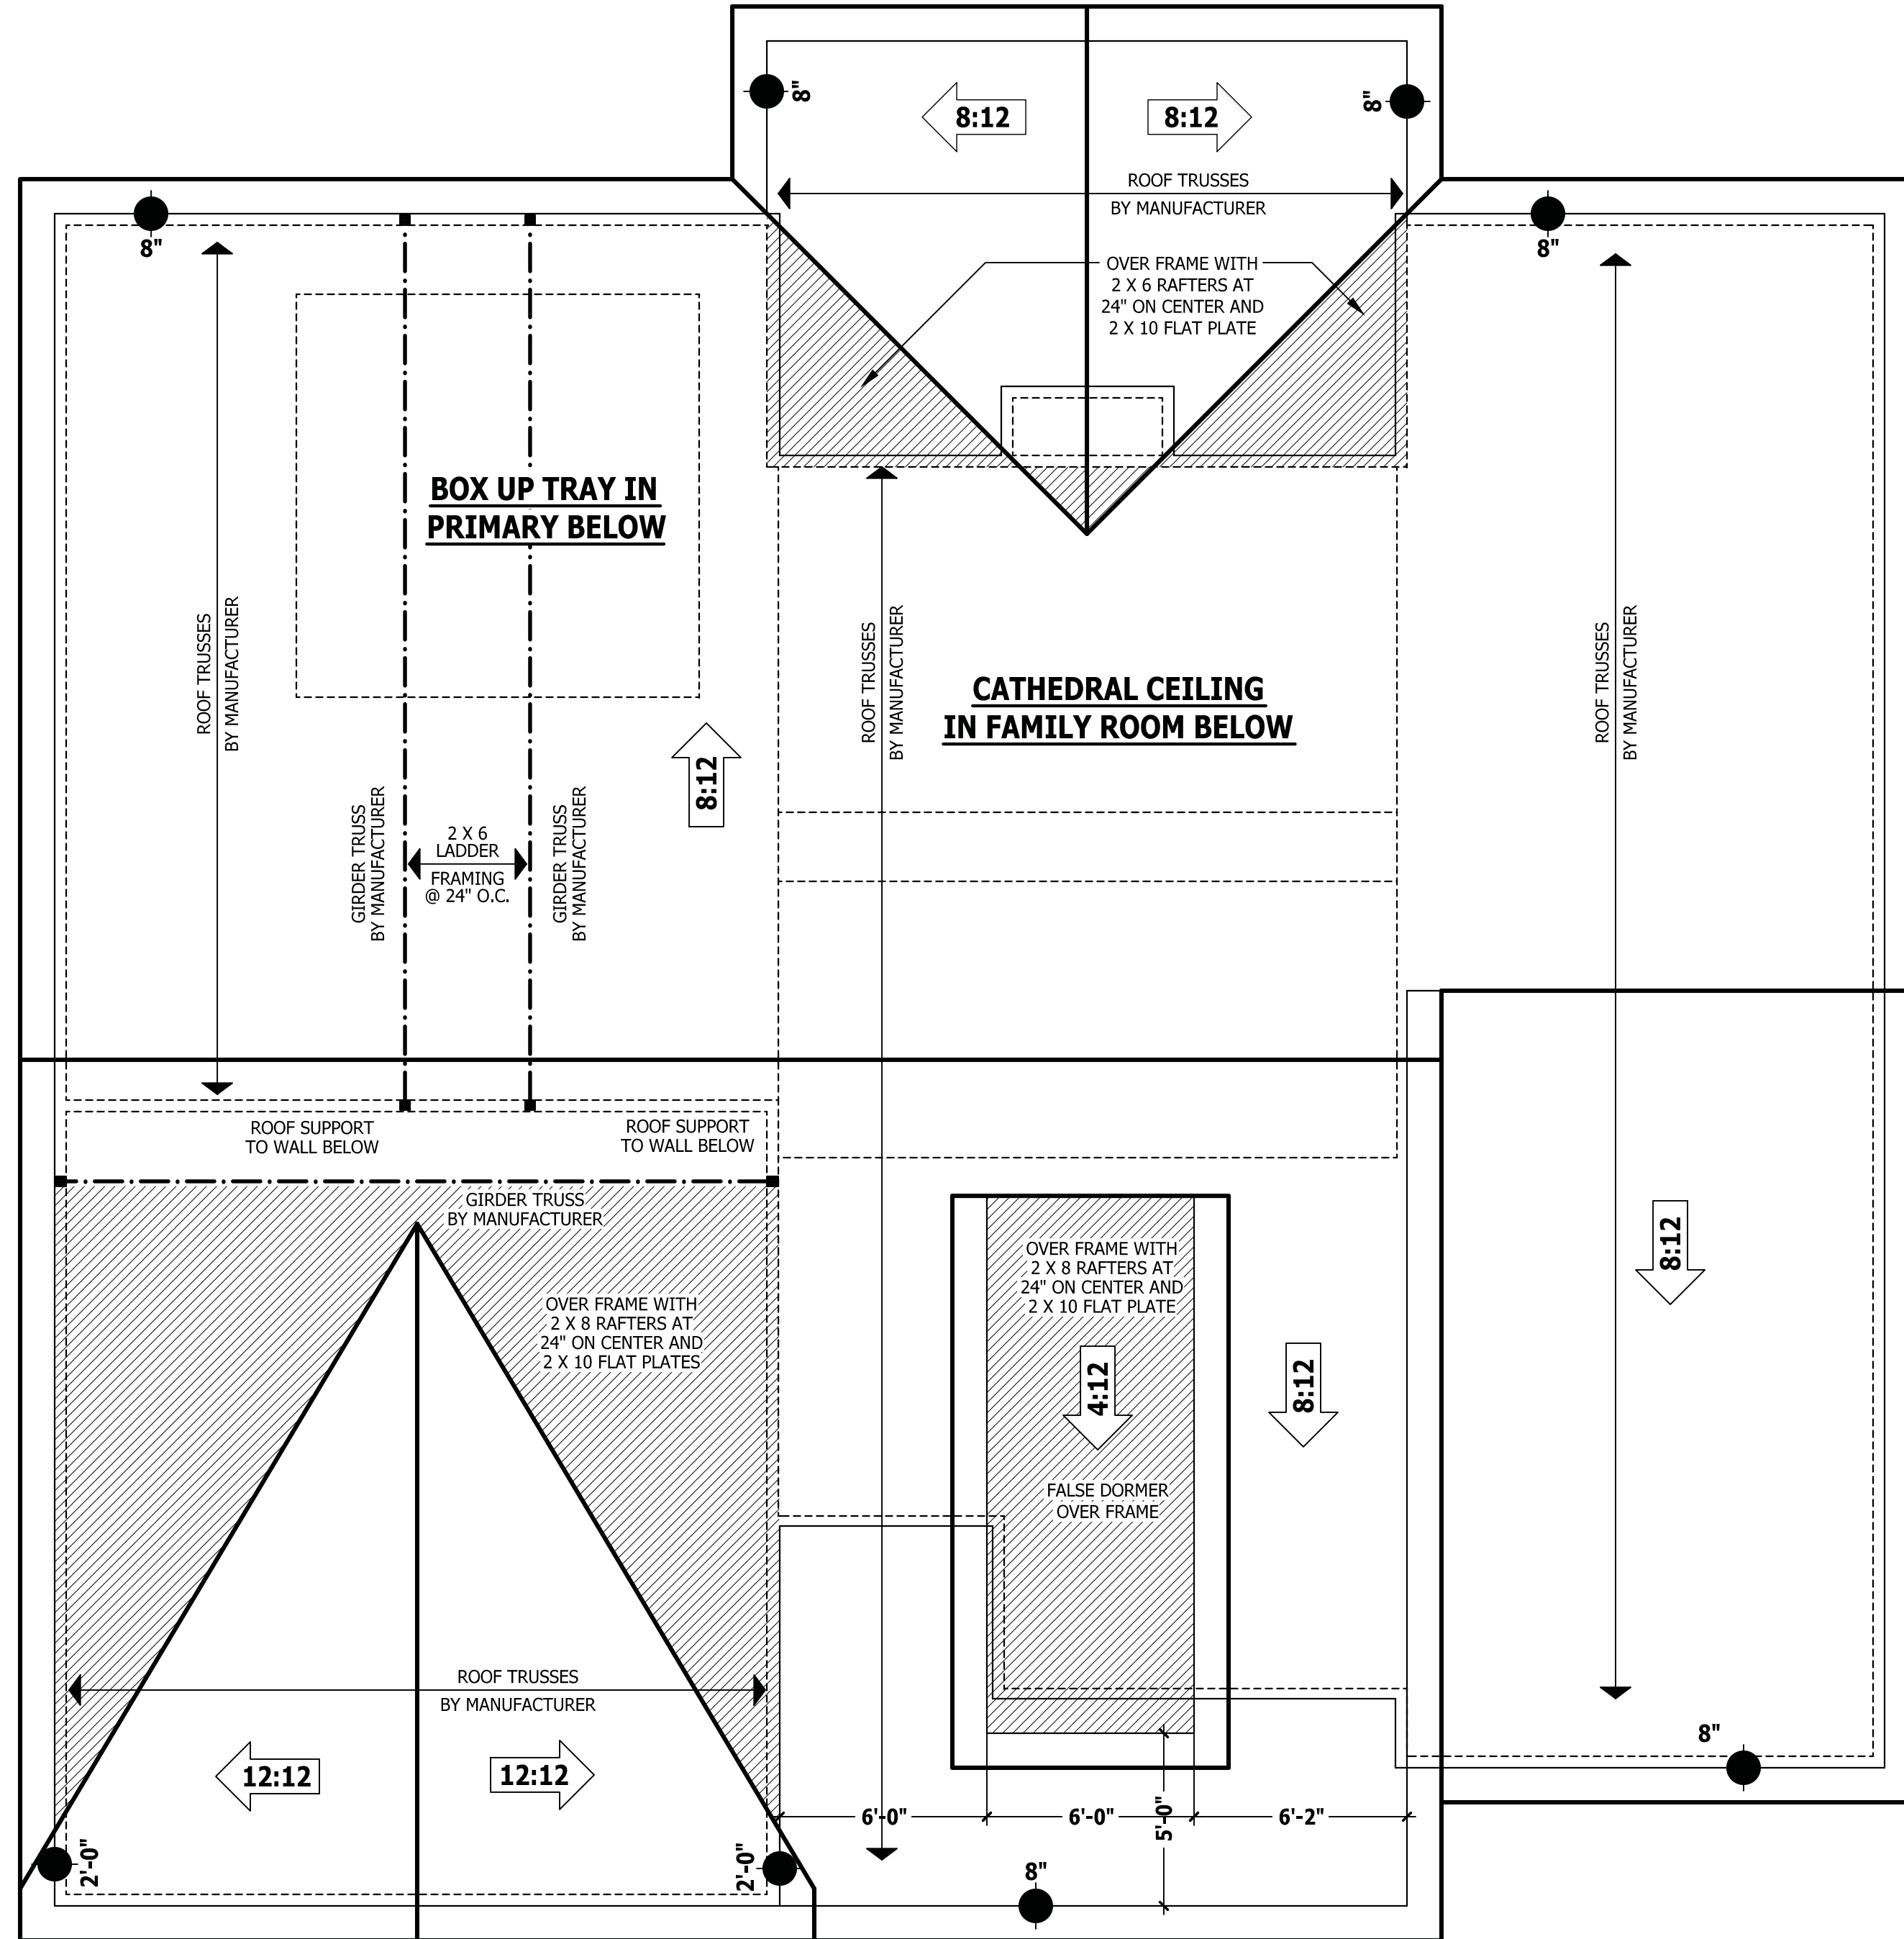 8"
8:12
8:12
8"
ROOF TRUSSES
BY MANUFACTURER
8"
8"
OVER FRAME WITH
2 X 6 RAFTERS AT
24" ON CENTER AND
2 X 10 FLAT PLATE
BOX UP TRAY IN
PRIMARY BELOW
ROOF TRUSSES
BY MANUFACTURER
ROOF TRUSSES
BY MANUFACTURER
CATHEDRAL CEILING
IN FAMILY ROOM BELOW
ROOF TRUSSES
BY MANUFACTURER
8:12
GIRDER TRUSS
BY MANUFACTURER
2 X 6
LADDER
FRAMING
@ 24" O.C.
GIRDER TRUSS
BY MANUFACTURER
ROOF SUPPORT
TO WALL BELOW
ROOF SUPPORT
TO WALL BELOW
GIRDER TRUSS
BY MANUFACTURER
OVER FRAME WITH
2 X 8 RAFTERS AT
24" ON CENTER AND
2 X 10 FLAT PLATES
OVER FRAME WITH
2 X 8 RAFTERS AT
24" ON CENTER AND
2 X 10 FLAT PLATE
8:12
4:12
8:12
FALSE DORMER
OVER FRAME
ROOF TRUSSES
BY MANUFACTURER
12:12
12:12
8"
6'-0"
6'-0"
5'-0"
6'-2"
2'-0"
2'-0"
8"